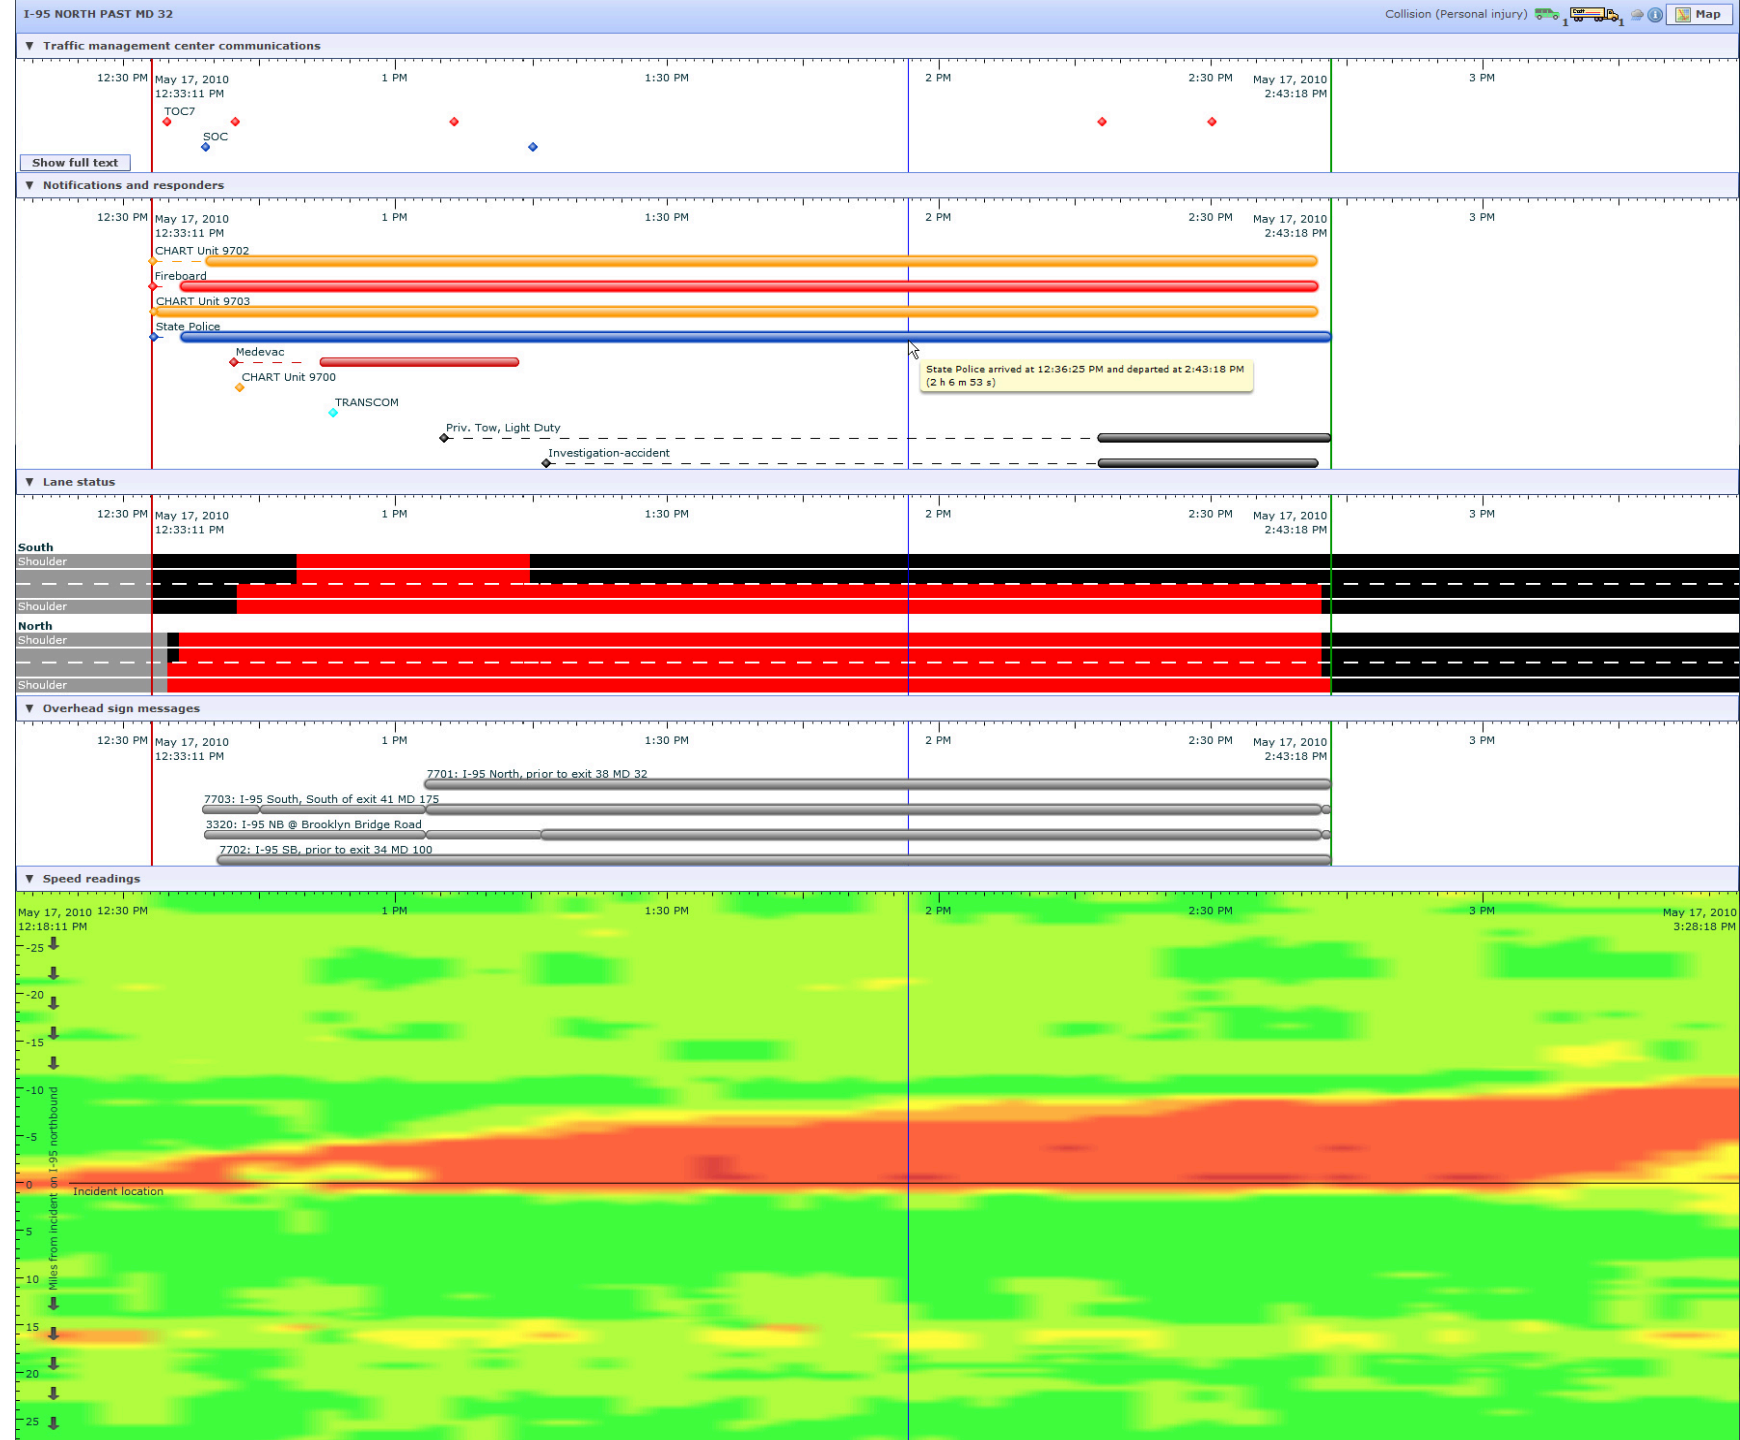 I-95 NORTH PAST MD 32
Collision (Personal injury) 1 1 Map
Traffic management center communications
12:30 PM May 17, 2010 1 PM 1:30 PM 2 PM 2:30 PM May 17, 2010 3 PM
12:33:11 PM 2:43:18 PM
TOC7
SOC
Show full text
Notifications and responders
12:30 PM May 17, 2010 1 PM 1:30 PM 2 PM 2:30 PM May 17, 2010 3 PM
12:33:11 PM 2:43:18 PM
CHART Unit 9702
Fireboard
CHART Unit 9703
State Police
Medevac
State Police arrived at 12:36:25 PM and departed at 2:43:18 PM
(2 h 6 m 53 s)
CHART Unit 9700
TRANSCOM
Priv. Tow, Light Duty
Investigation-accident
Lane status
12:30 PM May 17, 2010 1 PM 1:30 PM 2 PM 2:30 PM May 17, 2010 3 PM
12:33:11 PM 2:43:18 PM
South
Shoulder
Shoulder
North
Shoulder
Shoulder
Overhead sign messages
12:30 PM May 17, 2010 1 PM 1:30 PM 2 PM 2:30 PM May 17, 2010 3 PM
12:33:11 PM 2:43:18 PM
7701: I-95 North, prior to exit 38 MD 32
7703: I-95 South, South of exit 41 MD 175
3320: I-95 NB @ Brooklyn Bridge Road
7702: I-95 SB, prior to exit 34 MD 100
Speed readings
May 17, 2010 12:30 PM 1 PM 1:30 PM 2 PM 2:30 PM 3 PM May 17, 2010
12:18:11 PM 3:28:18 PM
-25
-20
-15
-10
-5
0
Incident location
5
10
15
20
25
Miles from incident on I-95 northbound